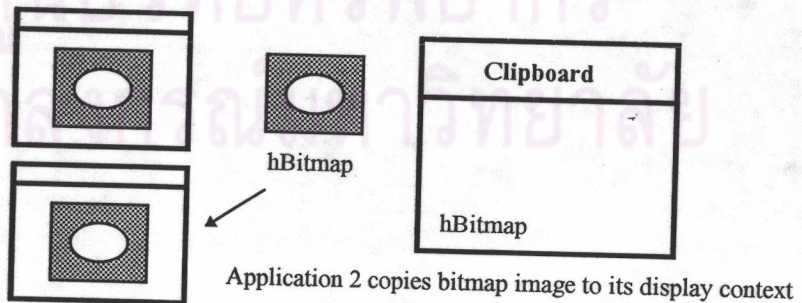 Clipboard
hBitmap
hBitmap
Application 2 copies bitmap image to its display context